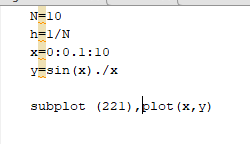 N=10
h=1/N
x=0:0.1:10
y=sin(x)./x
subplot (221),plot(x,y)